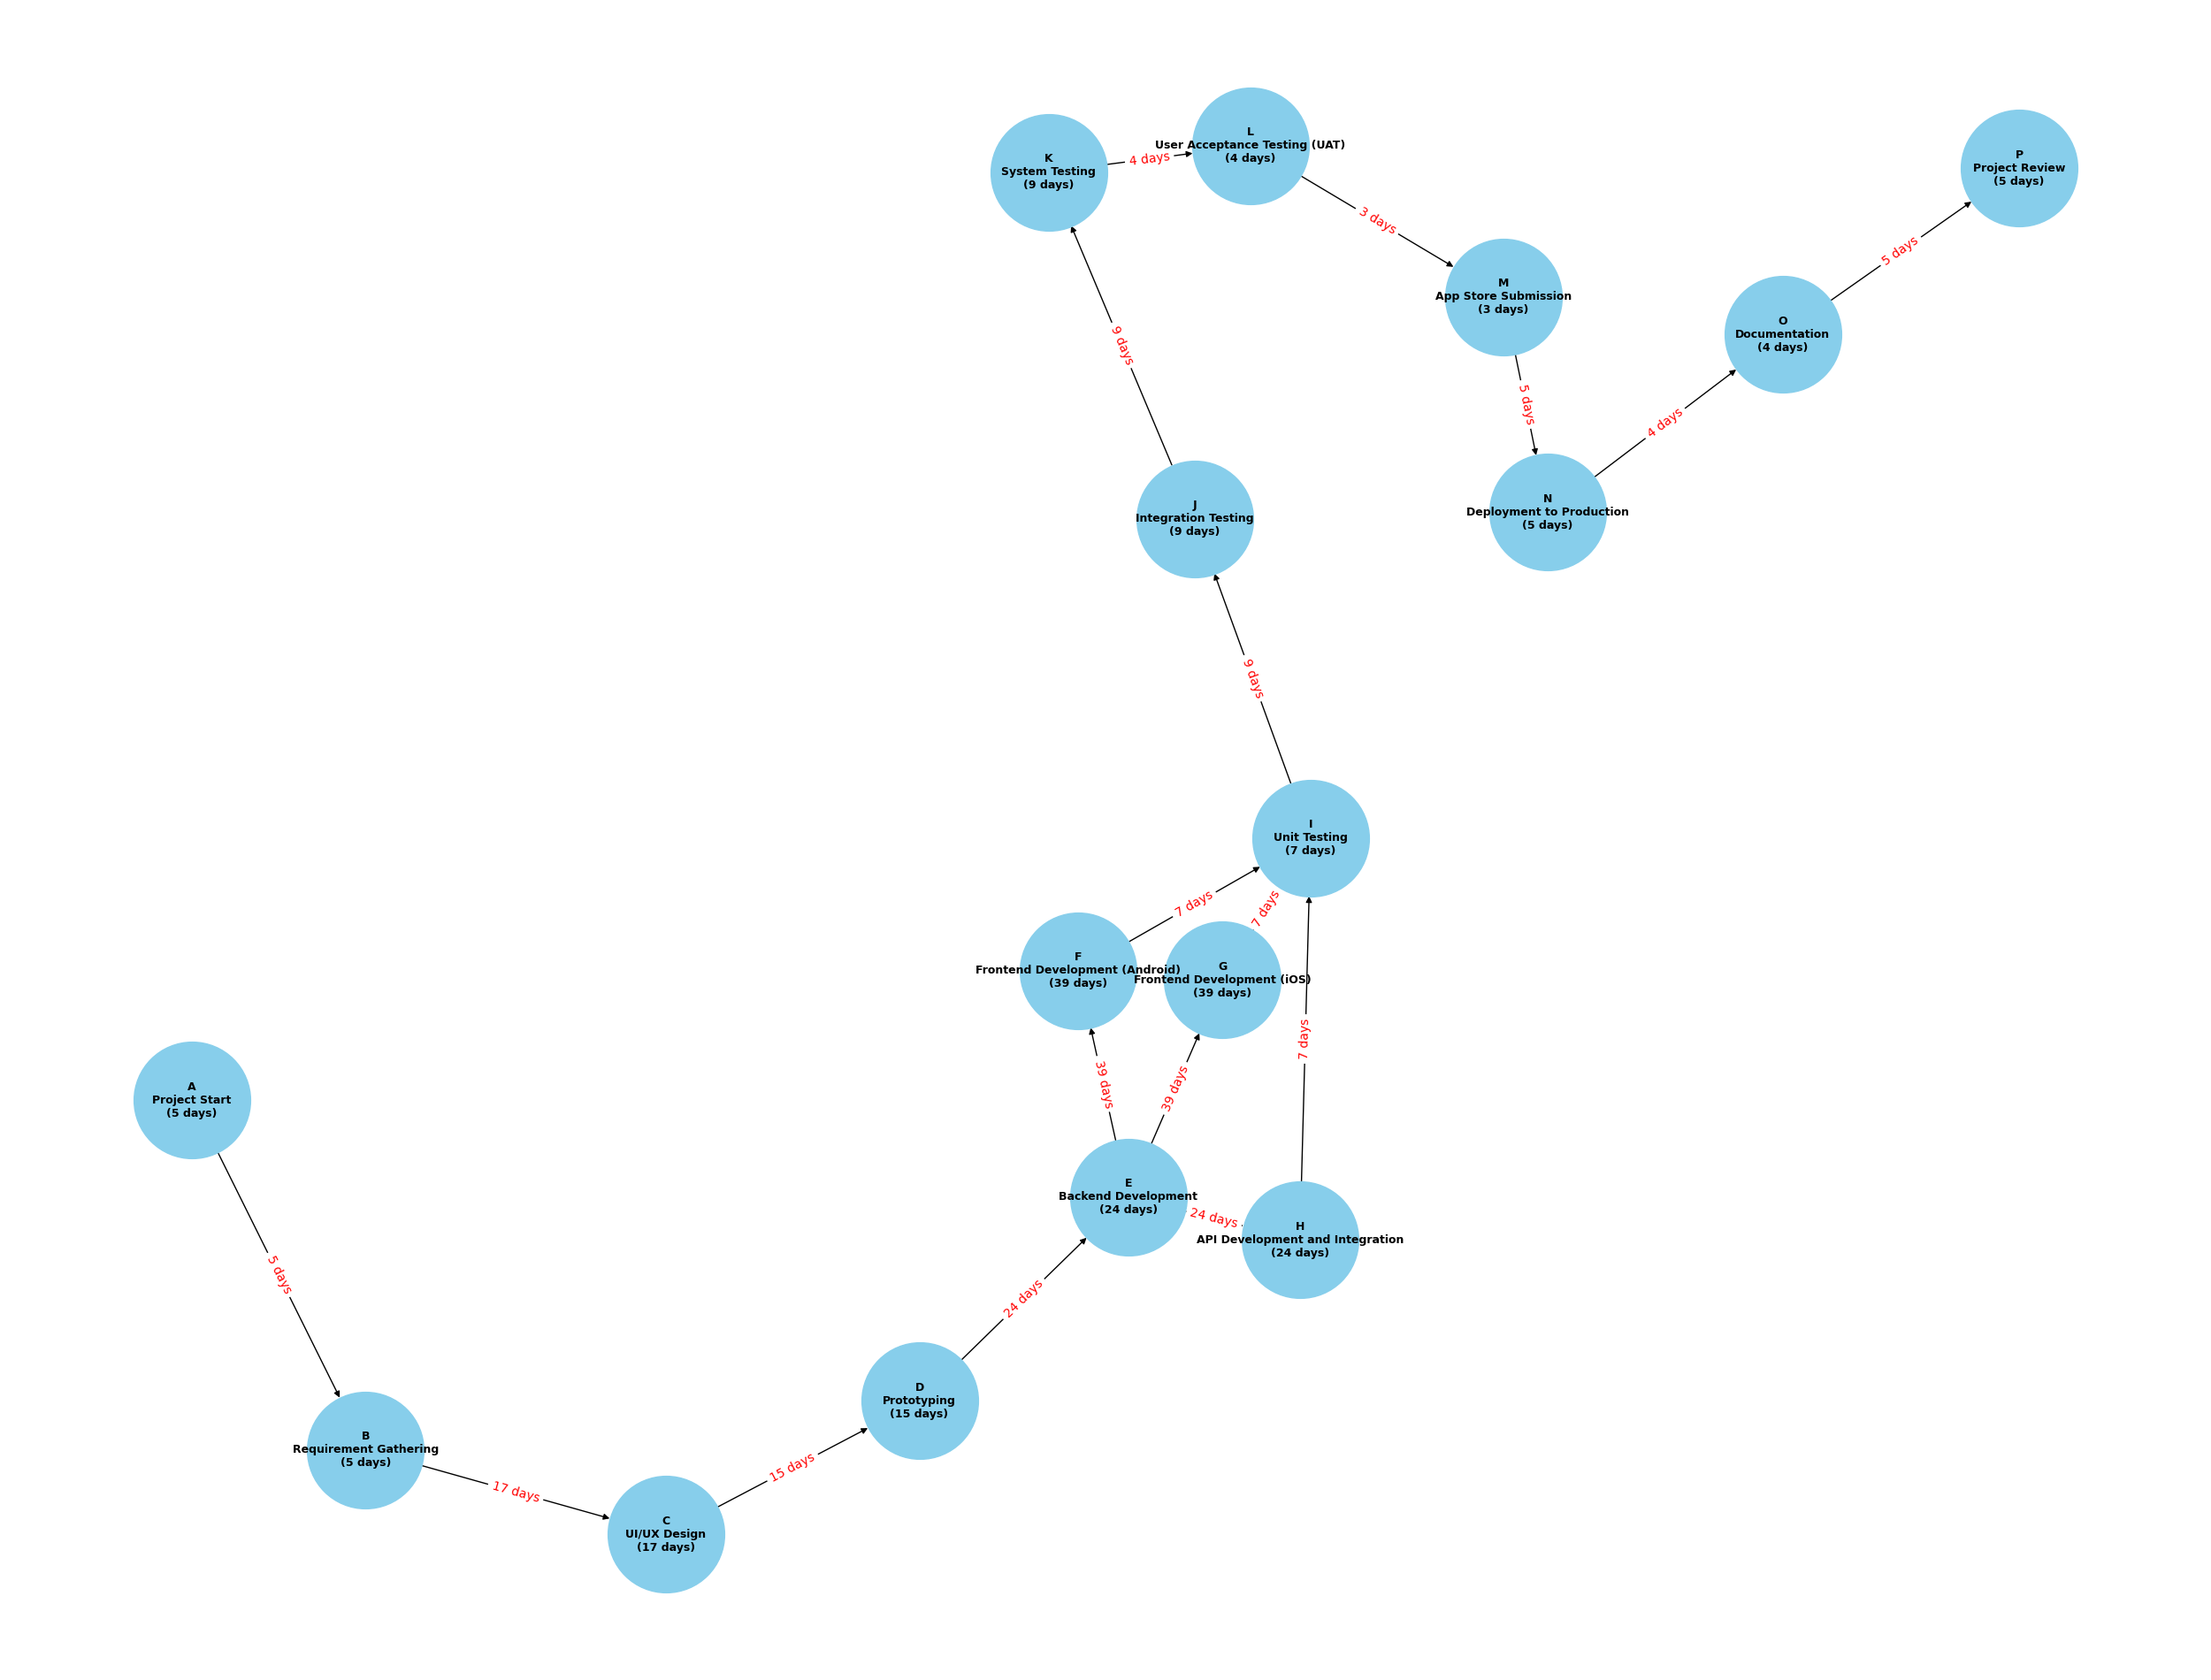 L
User Acceptance Testing (UAT)
(4 days)
K
System Testing
(9 days)
4 days
P
Project Review
(5 days)
3 days
5 days
M
App Store Submission
(3 days)
O
Documentation
(4 days)
9 days
5 days
4 days
N
Deployment to Production
(5 days)
J
Integration Testing
(9 days)
9 days
I
Unit Testing
(7 days)
7 days
7 days
F
Frontend Development (Android)
(39 days)
G
Frontend Development (iOS)
(39 days)
7 days
39 days
39 days
A
Project Start
(5 days)
E
Backend Development
(24 days)
24 days
H
API Development and Integration
(24 days)
5 days
24 days
D
Prototyping
(15 days)
B
Requirement Gathering
(5 days)
15 days
17 days
C
UI/UX Design
(17 days)